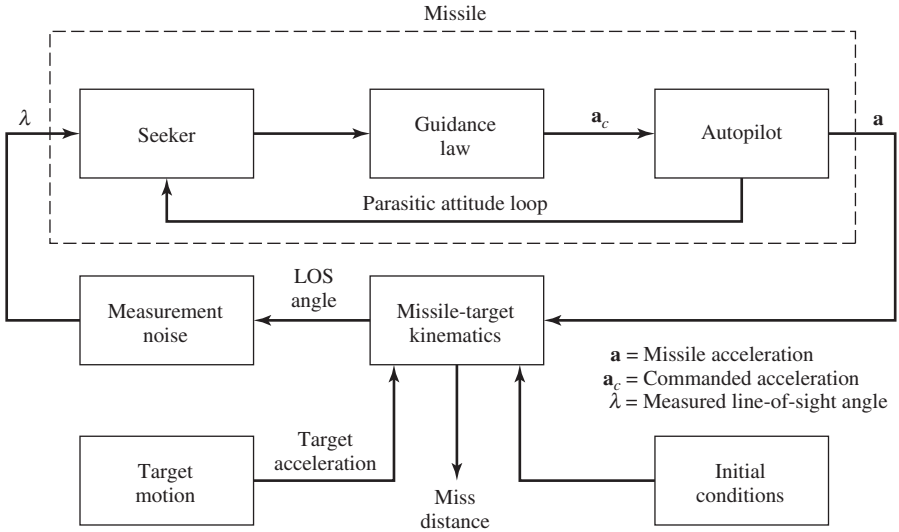 Missile
λ
Seeker
Guidance
law
a_c
Autopilot
a
Parasitic attitude loop
LOS
angle
Measurement
noise
Missile-target
kinematics
a = Missile acceleration
a_c = Commanded acceleration
λ = Measured line-of-sight angle
Target
acceleration
Target
motion
Miss
distance
Initial
conditions